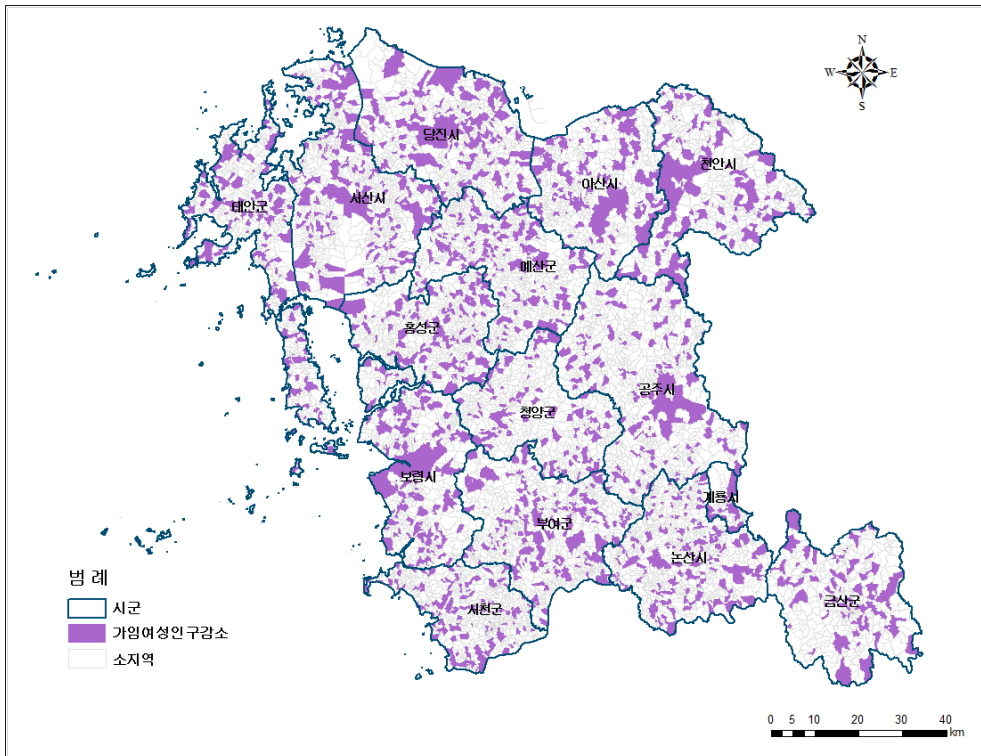 N
W
E
S
당진시
천안시
아산시
서산시
태안군
예산군
홍성군
공주시
청양군
보령시
계룡시
부여군
논산시
금산군
서천군
범 례
시군
가임여성인구감소
소지역
0 5 10 20 30 40
km